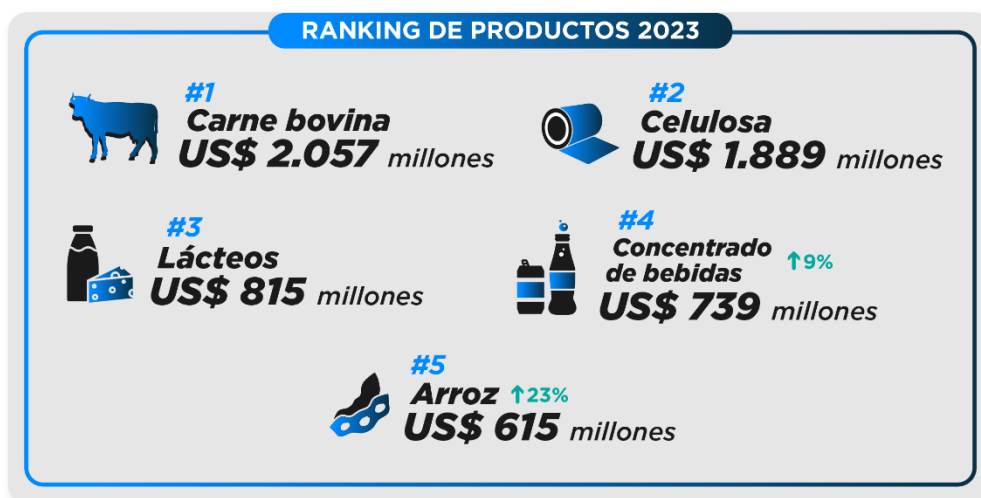 RANKING DE PRODUCTOS 2023
#1
Carne bovina
US$ 2.057 millones
#2
Celulosa
US$ 1.889 millones
#3
Lácteos
US$ 815 millones
#4
Concentrado
de bebidas ↑9%
US$ 739 millones
#5
Arroz ↑23%
US$ 615 millones